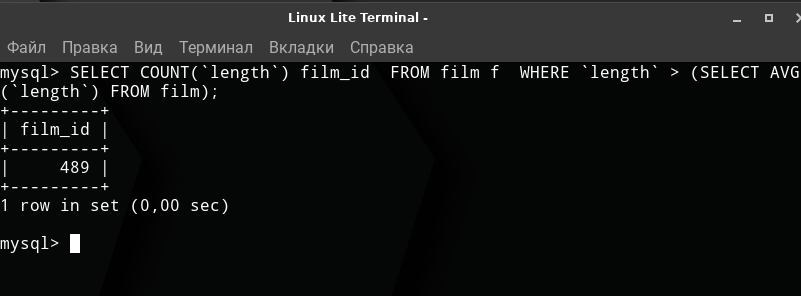 Linux Lite Terminal -
Файл Правка Вид Терминал Вкладки Справка
mysql> SELECT COUNT(`length`) film_id  FROM film f  WHERE `length` > (SELECT AVG
(`length`) FROM film);
+---------+
| film_id |
+---------+
|     489 |
+---------+
1 row in set (0,00 sec)
mysql>